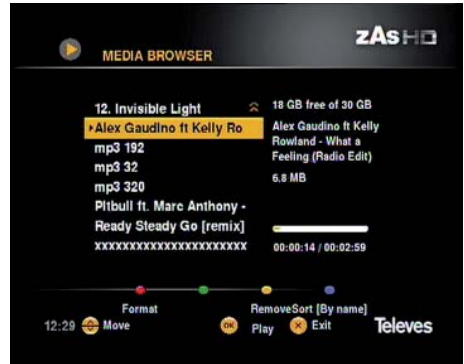 zAs HD
MEDIA BROWSER
12. Invisible Light
Alex Gaudino ft Kelly Ro
mp3 192
mp3 32
mp3 320
Pitbull ft. Marc Anthony -
Ready Steady Go [remix]
xxxxxxxxxxxxxxxxxxxxxxx
18 GB free of 30 GB
Alex Gaudino ft Kelly
Rowland - What a
Feeling (Radio Edit)
6,8 MB
00:00:14 / 00:02:59
Format RemoveSort [By name]
12:29 Move OK Play Exit Televes